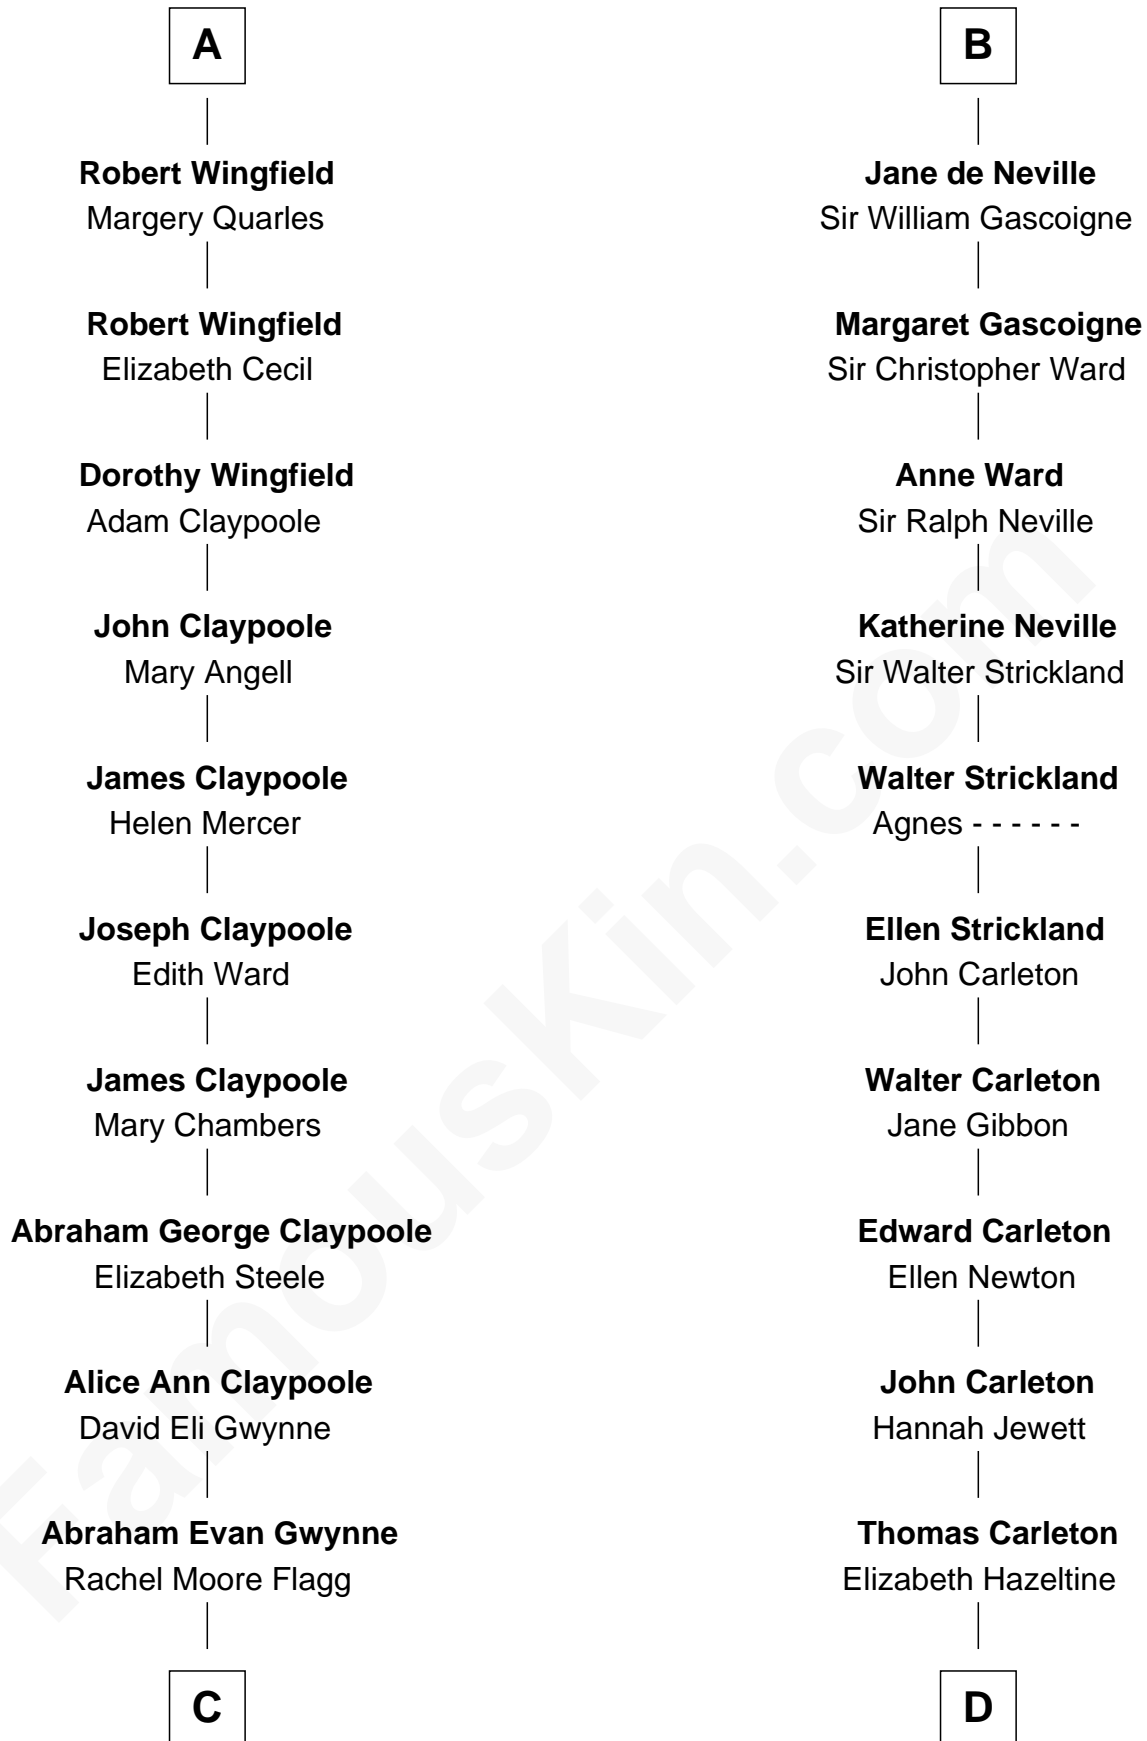 A
Robert Wingfield
Margery Quarles
Robert Wingfield
Elizabeth Cecil
Dorothy Wingfield
Adam Claypoole
John Claypoole
Mary Angell
James Claypoole
Helen Mercer
Joseph Claypoole
Edith Ward
James Claypoole
Mary Chambers
Abraham George Claypoole
Elizabeth Steele
Alice Ann Claypoole
David Eli Gwynne
Abraham Evan Gwynne
Rachel Moore Flagg
C
B
Jane de Neville
Sir William Gascoigne
Margaret Gascoigne
Sir Christopher Ward
Anne Ward
Sir Ralph Neville
Katherine Neville
Sir Walter Strickland
Walter Strickland
Agnes - - - - - -
Ellen Strickland
John Carleton
Walter Carleton
Jane Gibbon
Edward Carleton
Ellen Newton
John Carleton
Hannah Jewett
Thomas Carleton
Elizabeth Hazeltine
D
FamousKin.com